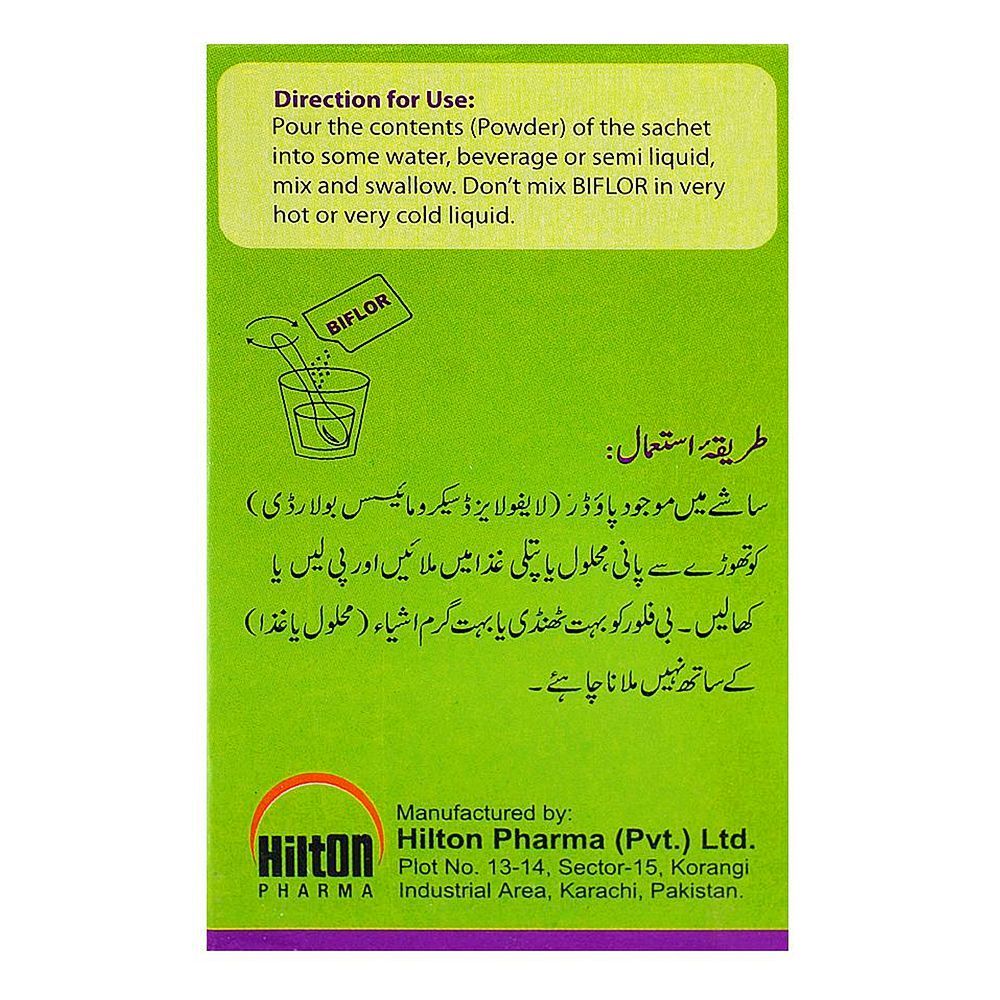 Direction for Use:
Pour the contents (Powder) of the sachet
into some water, beverage or semi liquid,
mix and swallow. Don't mix BIFLOR in very
hot or very cold liquid.
BIFLOR
طریقۂ استعمال:
ساشے میں موجود پاؤڈر (لایفولایزڈ سیکرومائیسس بولارڈی)
کو تھوڑے سے پانی، محلول یا پتلی غذا میں ملائیں اور پی لیں یا
کھالیں۔ بی فلور کو بہت ٹھنڈی یا بہت گرم اشیاء (محلول یا غذا)
کے ساتھ نہیں ملانا چاہئے۔
Hilton
PHARMA
Manufactured by:
Hilton Pharma (Pvt.) Ltd.
Plot No. 13-14, Sector-15, Korangi
Industrial Area, Karachi, Pakistan.